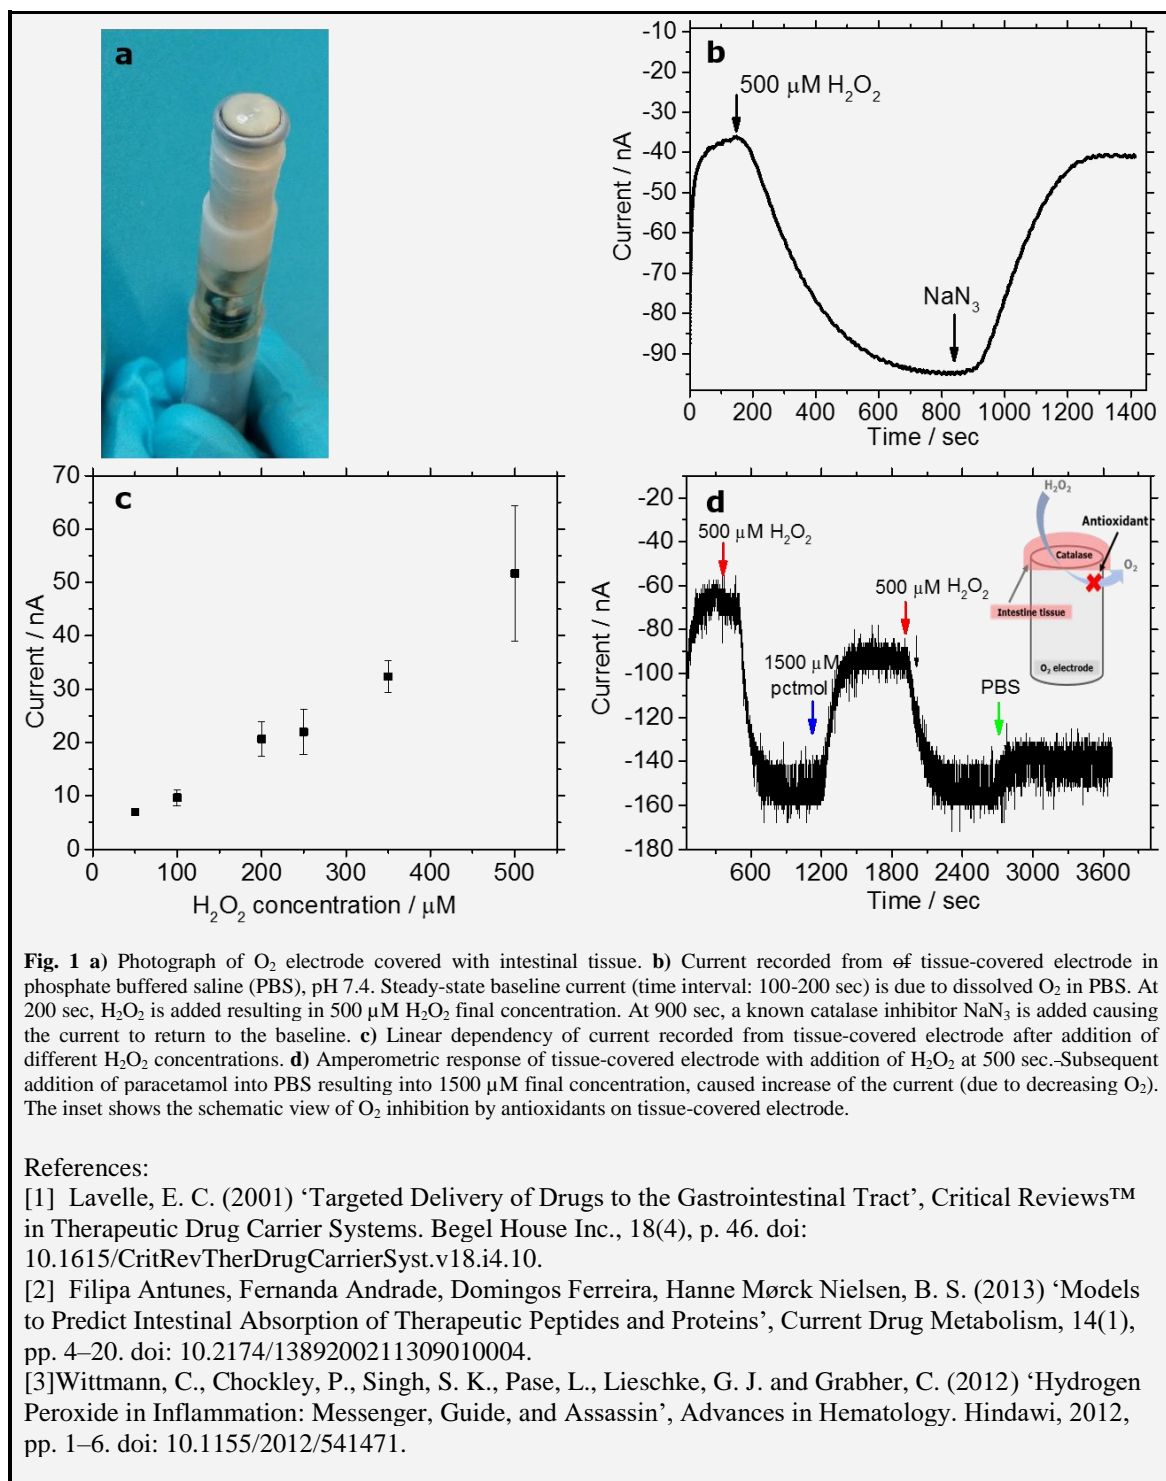 a
b
-10
-20
-30
-40
-50
-60
-70
-80
-90
Current / nA
500 μM H₂O₂
NaN₃
0 200 400 600 800 1000 1200 1400
Time / sec
c
70
60
50
40
30
20
10
0
Current / nA
0 100 200 300 400 500
H₂O₂ concentration / μM
d
-20
-40
-60
-80
-100
-120
-140
-160
-180
Current / nA
500 μM H₂O₂
1500 μM
pctmol
500 μM H₂O₂
PBS
H₂O₂
Antioxidant
Catalase
O₂
Intestine tissue
O₂ electrode
600 1200 1800 2400 3000 3600
Time / sec
Fig. 1 a) Photograph of O₂ electrode covered with intestinal tissue. b) Current recorded from of tissue-covered electrode in
phosphate buffered saline (PBS), pH 7.4. Steady-state baseline current (time interval: 100-200 sec) is due to dissolved O₂ in PBS. At
200 sec, H₂O₂ is added resulting in 500 μM H₂O₂ final concentration. At 900 sec, a known catalase inhibitor NaN₃ is added causing
the current to return to the baseline. c) Linear dependency of current recorded from tissue-covered electrode after addition of
different H₂O₂ concentrations. d) Amperometric response of tissue-covered electrode with addition of H₂O₂ at 500 sec.-Subsequent
addition of paracetamol into PBS resulting into 1500 μM final concentration, caused increase of the current (due to decreasing O₂).
The inset shows the schematic view of O₂ inhibition by antioxidants on tissue-covered electrode.
References:
[1] Lavelle, E. C. (2001) ‘Targeted Delivery of Drugs to the Gastrointestinal Tract’, Critical Reviews™
in Therapeutic Drug Carrier Systems. Begel House Inc., 18(4), p. 46. doi:
10.1615/CritRevTherDrugCarrierSyst.v18.i4.10.
[2] Filipa Antunes, Fernanda Andrade, Domingos Ferreira, Hanne Mørck Nielsen, B. S. (2013) ‘Models
to Predict Intestinal Absorption of Therapeutic Peptides and Proteins’, Current Drug Metabolism, 14(1),
pp. 4–20. doi: 10.2174/1389200211309010004.
[3]Wittmann, C., Chockley, P., Singh, S. K., Pase, L., Lieschke, G. J. and Grabher, C. (2012) ‘Hydrogen
Peroxide in Inflammation: Messenger, Guide, and Assassin’, Advances in Hematology. Hindawi, 2012,
pp. 1–6. doi: 10.1155/2012/541471.